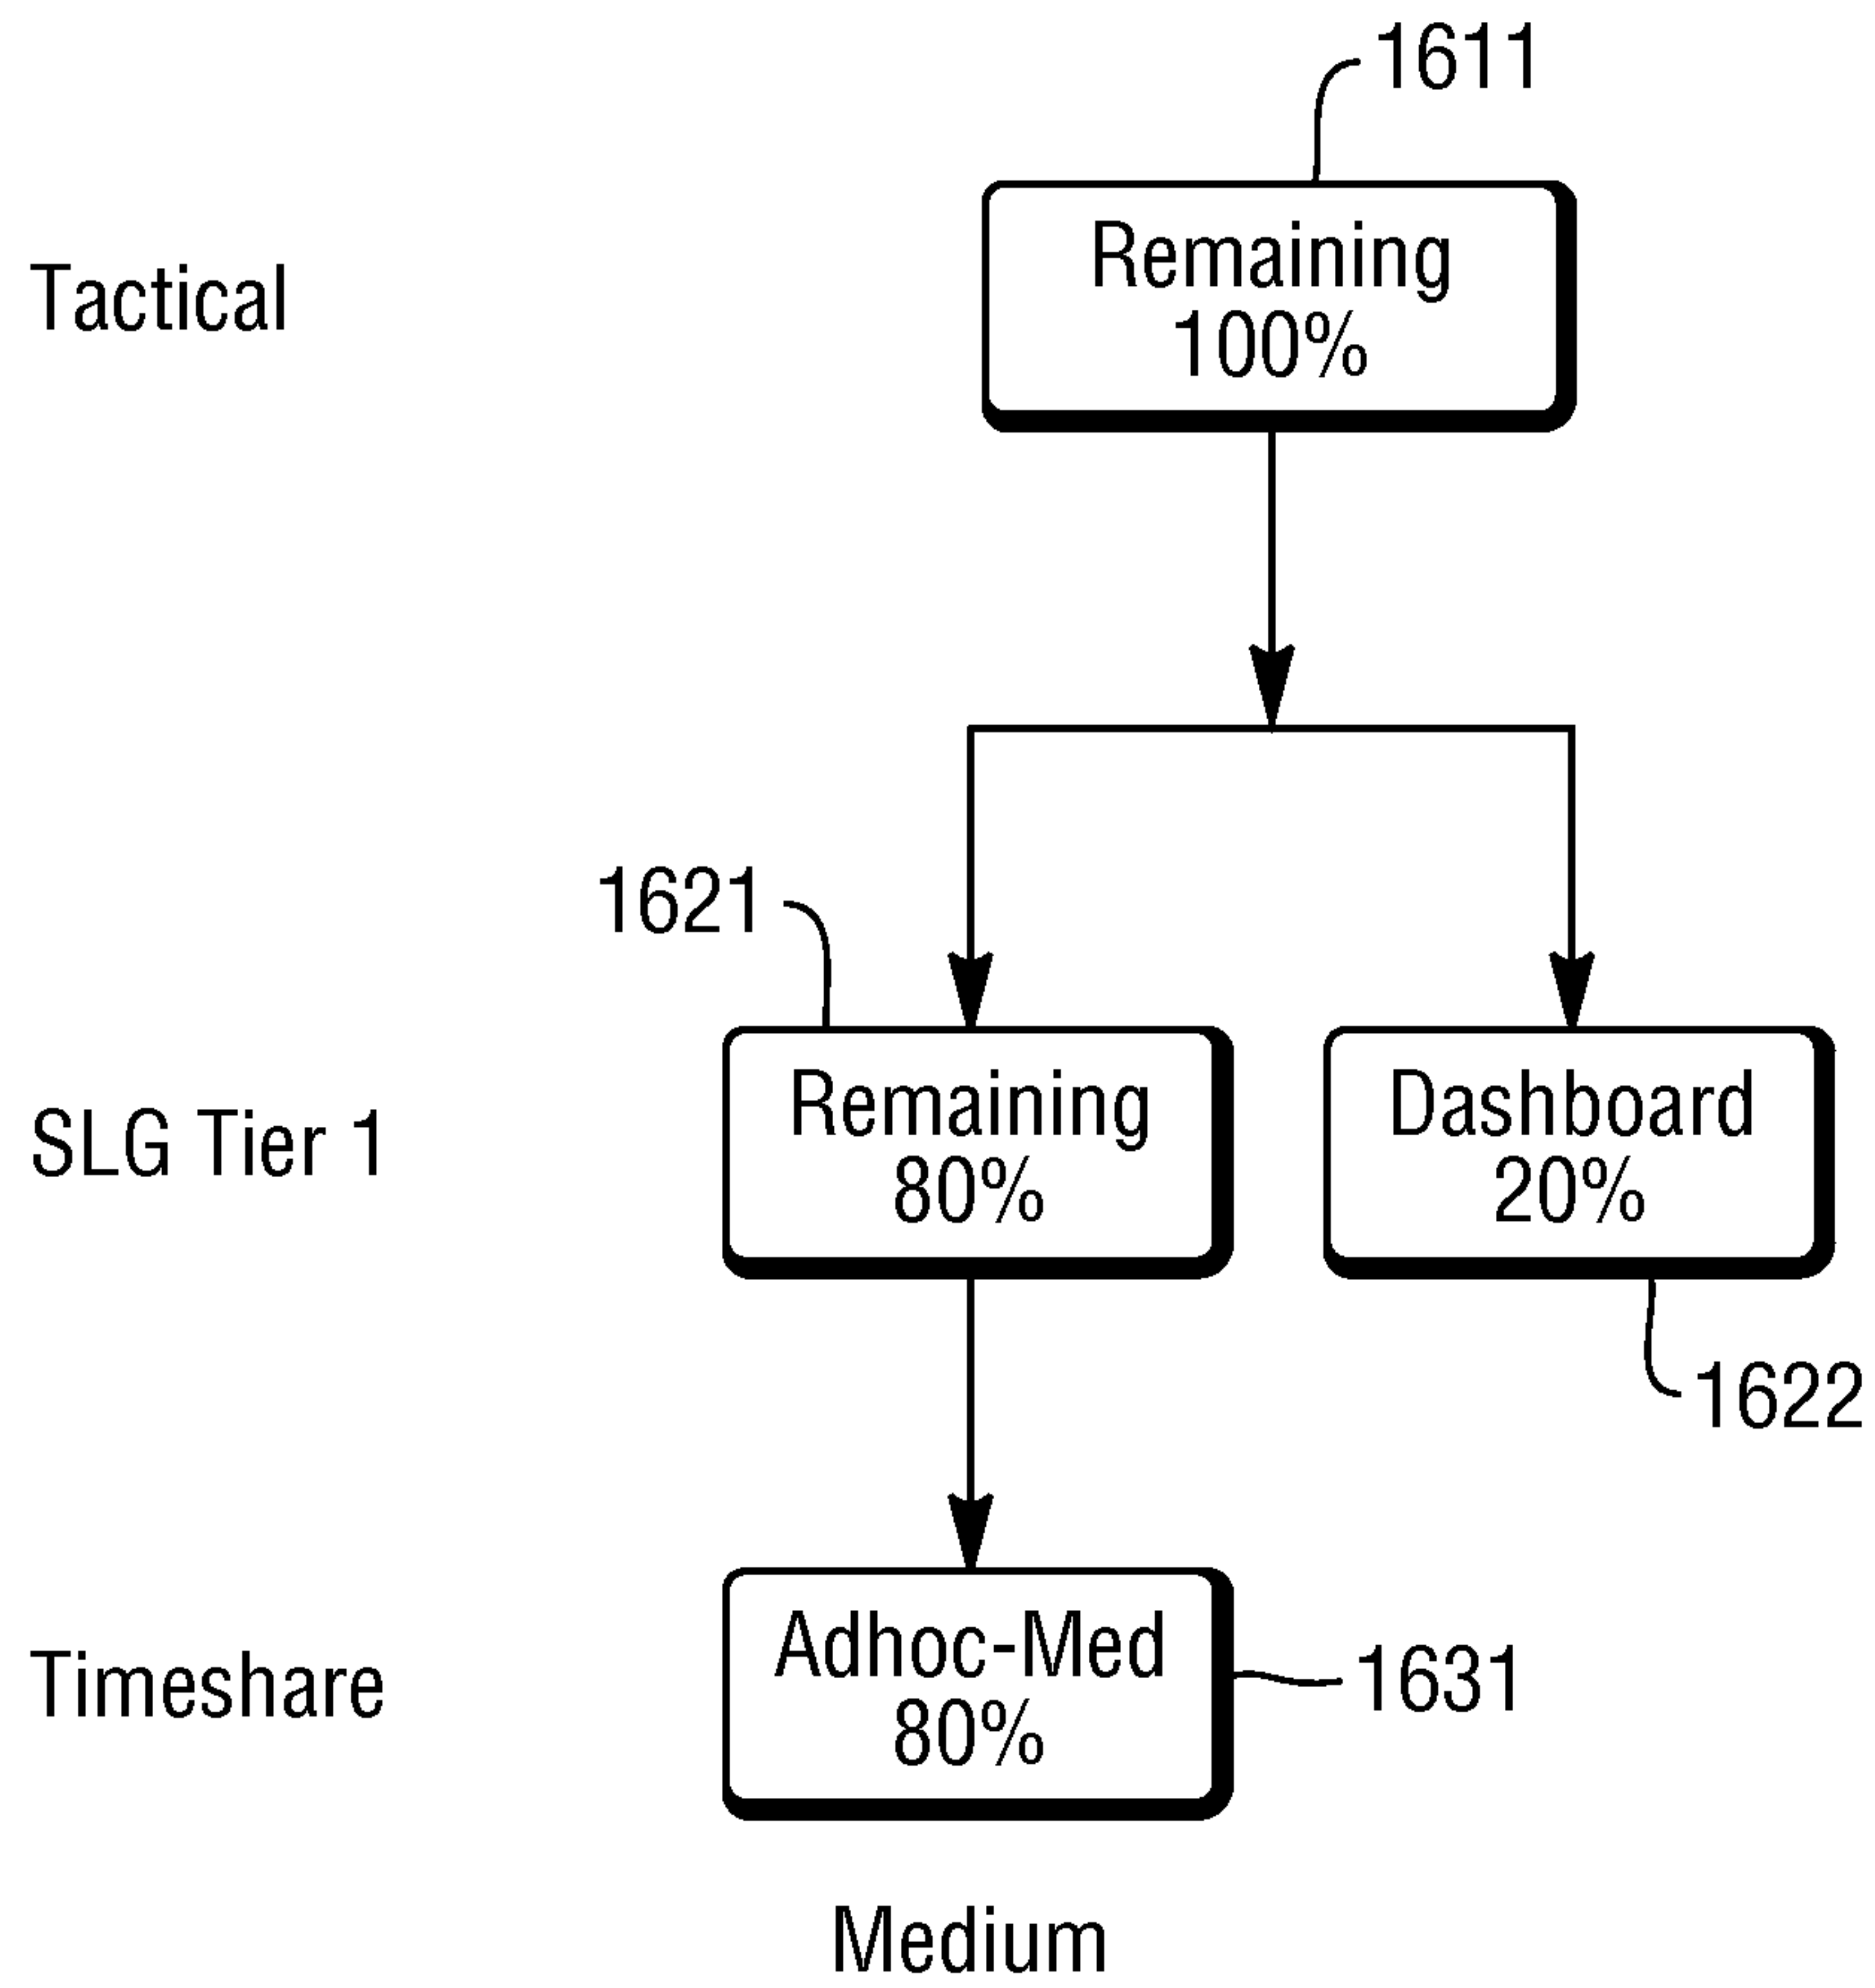 1611
Remaining
100%
Tactical
1621
Remaining
80%
Dashboard
20%
SLG Tier 1
1622
Adhoc-Med
80%
1631
Timeshare
Medium